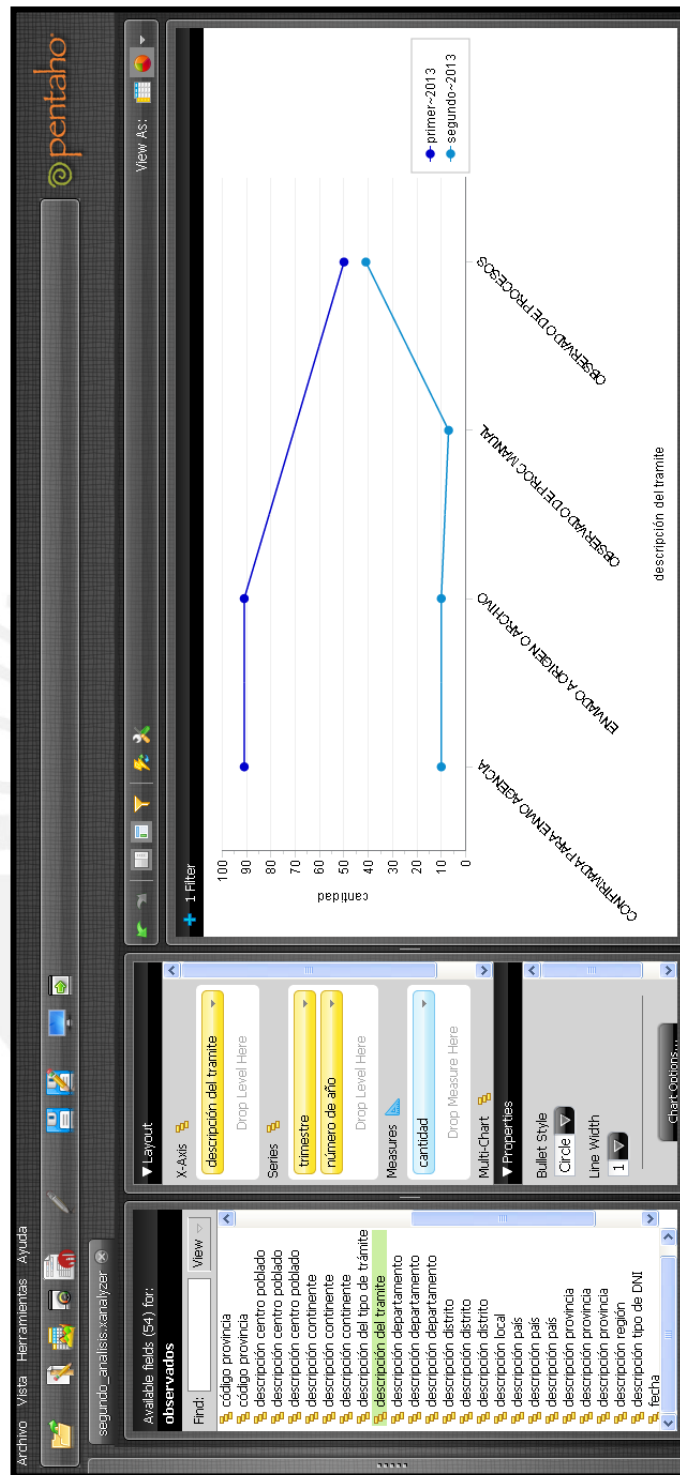 Archivo Vista Herramientas Ayuda
pentaho
segundo_analisis.xanalyzer
Available fields (54) for:
observados
Find:
View
código provincia
código provincia
descripción centro poblado
descripción centro poblado
descripción centro poblado
descripción continente
descripción continente
descripción continente
descripción del tipo de trámite
descripción del tramite
descripción departamento
descripción departamento
descripción departamento
descripción distrito
descripción distrito
descripción distrito
descripción local
descripción país
descripción país
descripción país
descripción provincia
descripción provincia
descripción provincia
descripción región
descripción tipo de DNI
fecha
Layout
X-Axis
descripción del tramite
Drop Level Here
Series
trimestre
número de año
Drop Level Here
Measures
cantidad
Drop Measure Here
Multi-Chart
Properties
Bullet Style
Circle
Line Width
1
Chart Options...
View As:
1 Filter
cantidad
100
90
80
70
60
50
40
30
20
10
0
CONFIRMADA PARA ENVIO AGENCIA
ENVIADO A ORIGEN O ARCHIVO
OBSERVADO DE PROC MANUAL
OBSERVADO DE PROCESOS
descripción del tramite
primer~2013
segundo~2013